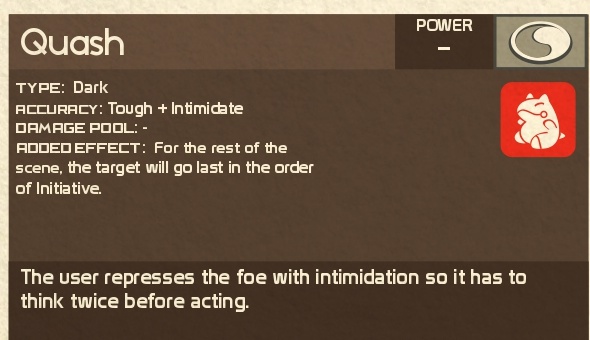 Quash
POWER
–
TYPE: Dark
ACCURACY: Tough + Intimidate
DAMAGE POOL: -
ADDED EFFECT: For the rest of the
scene, the target will go last in the order
of Initiative.
The user represses the foe with intimidation so it has to
think twice before acting.